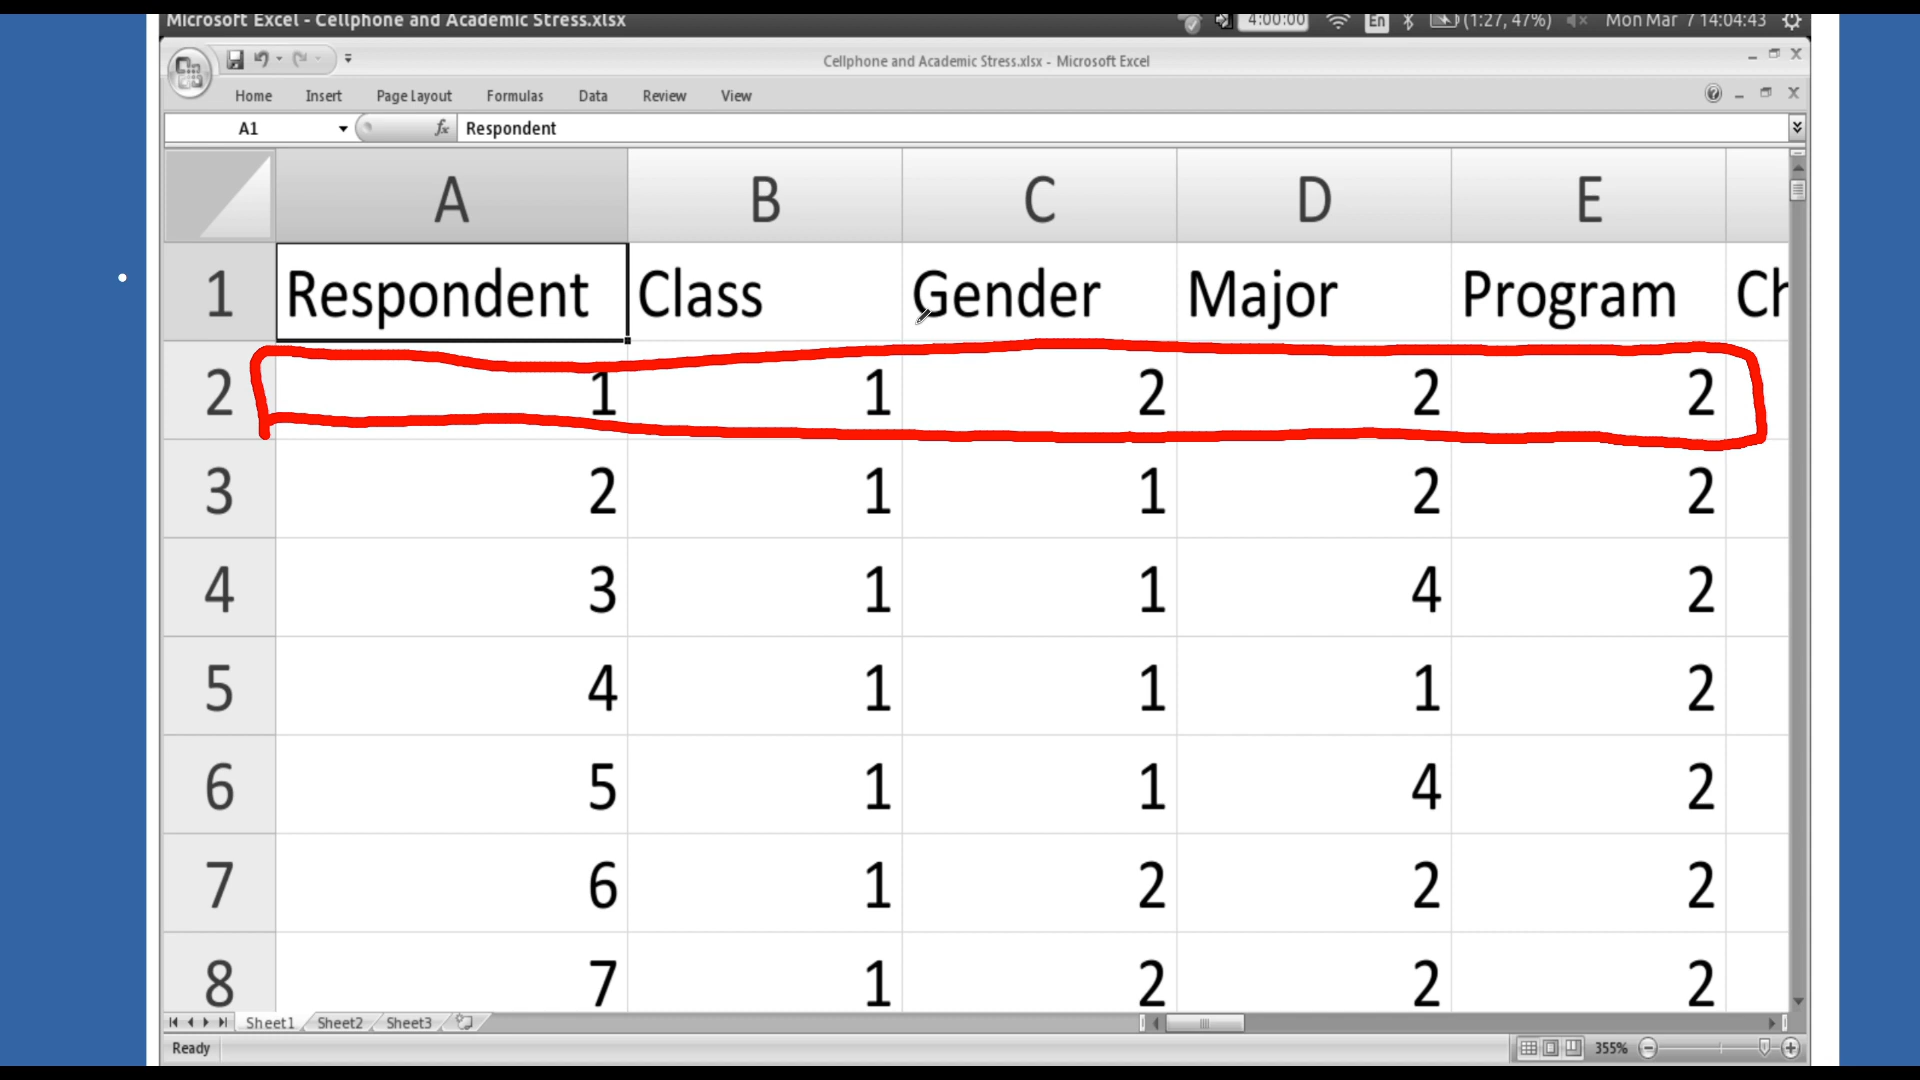 Microsoft Excel - Cellphone and Academic Stress.xlsx 4:00:00 En (1:27, 47%) Mon Mar 7 14:04:43
Cellphone and Academic Stress.xlsx - Microsoft Excel
Home Insert Page Layout Formulas Data Review View
A1 fx Respondent
A B C D E
1 Respondent Class Gender Major Program Ch
2 1 1 2 2 2
3 2 1 1 2 2
4 3 1 1 4 2
5 4 1 1 1 2
6 5 1 1 4 2
7 6 1 2 2 2
8 7 1 2 2 2
Sheet1 Sheet2 Sheet3
Ready 355%